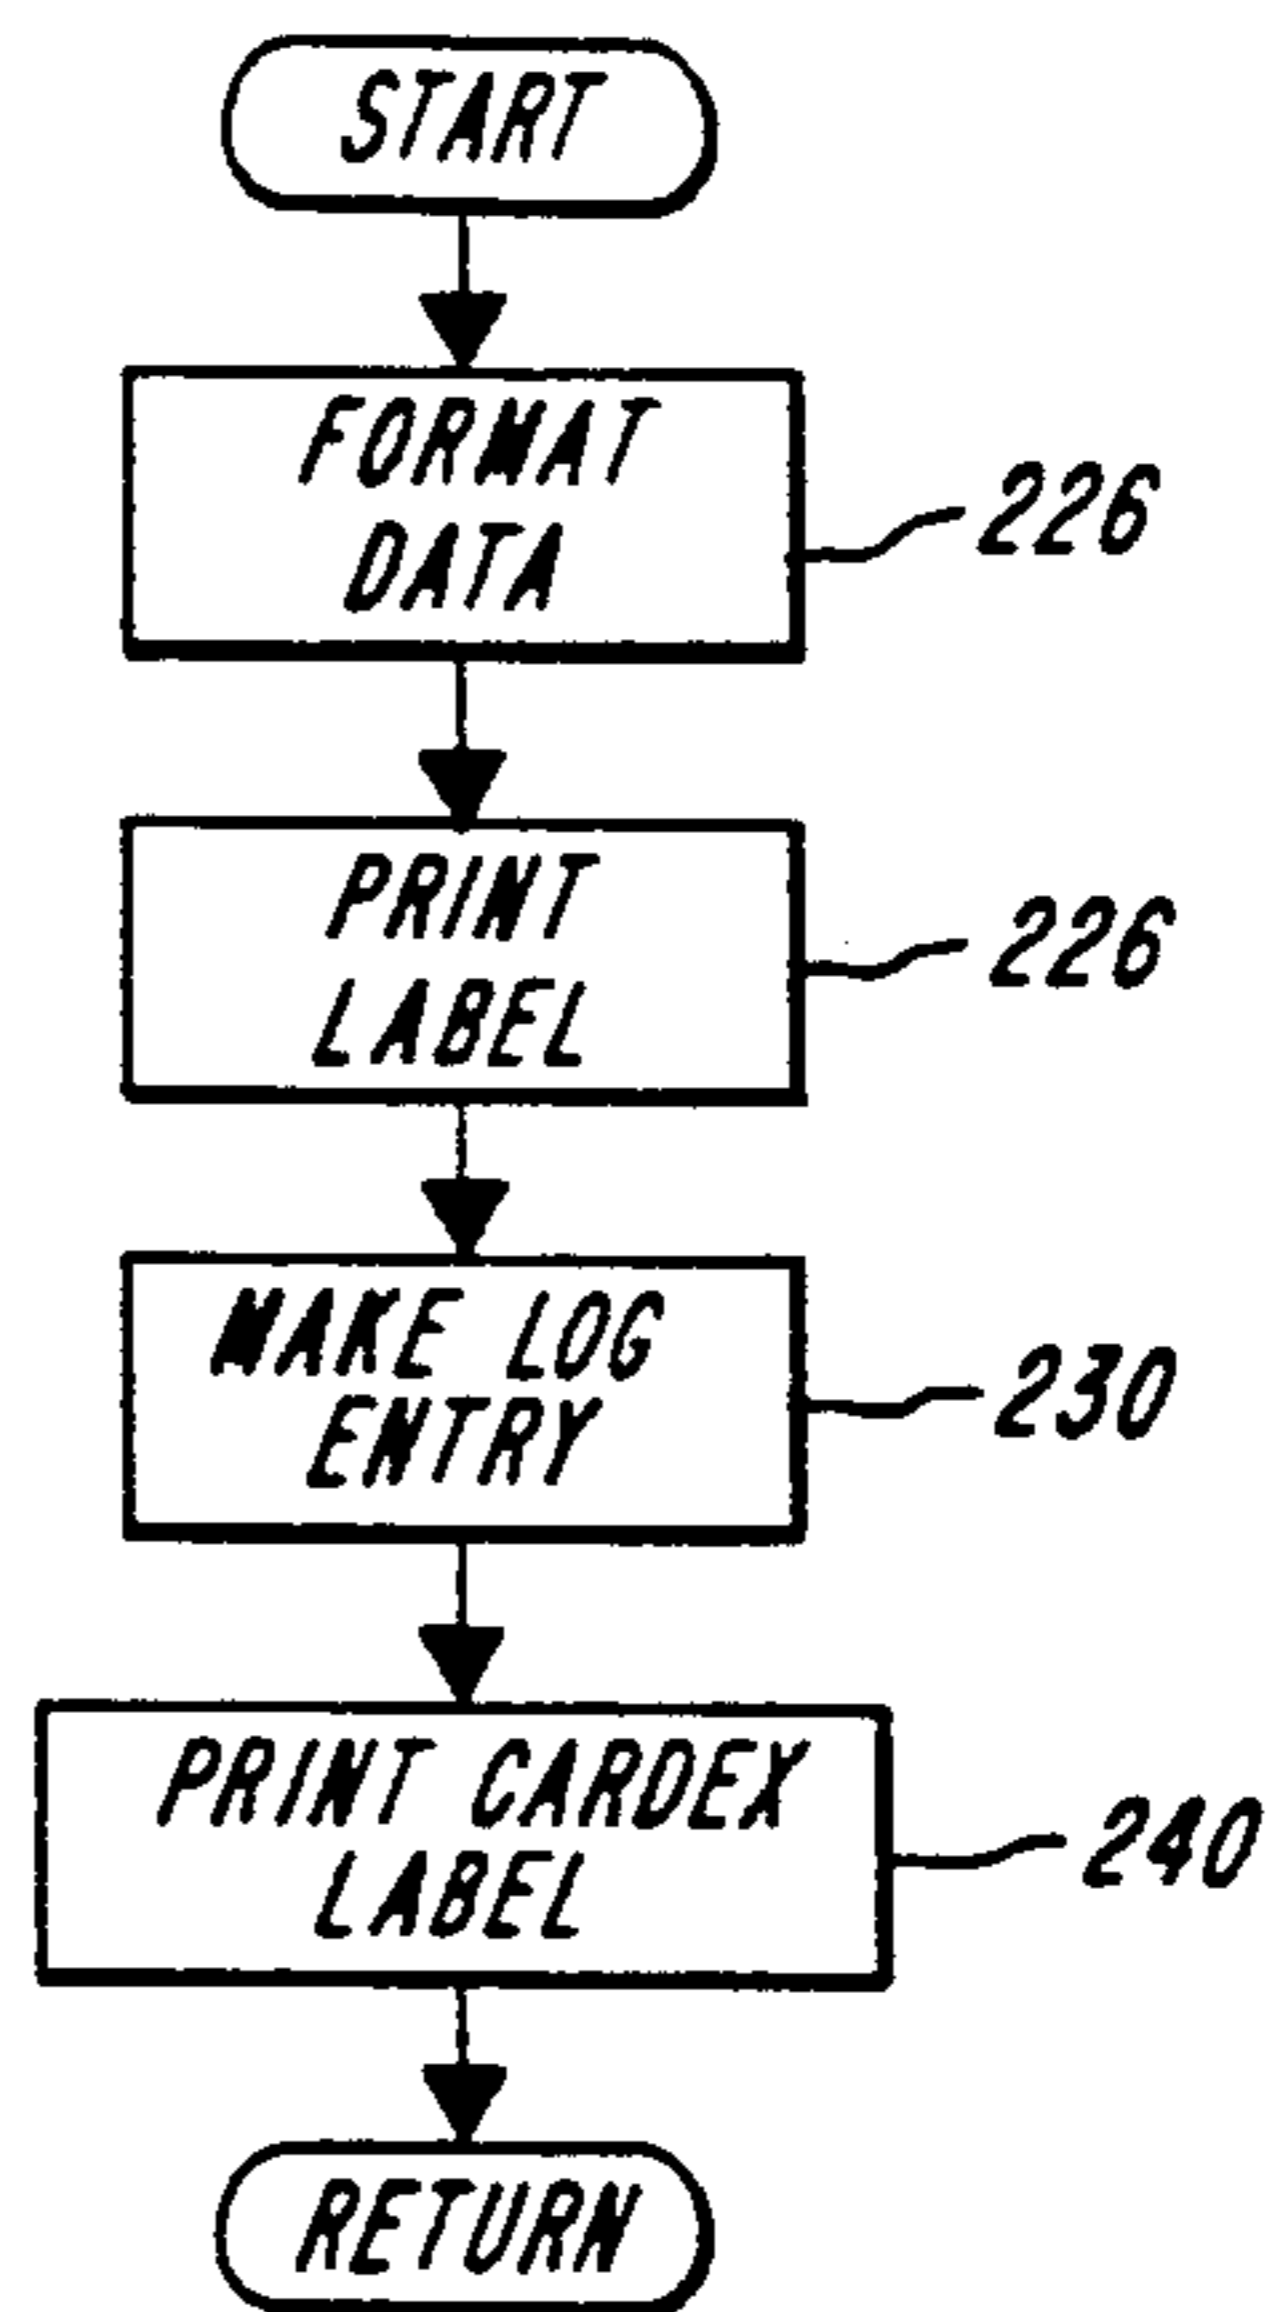 START
FORMAT
DATA
226
PRINT
LABEL
226
MAKE LOG
ENTRY
230
PRINT CARDEX
LABEL
240
RETURN